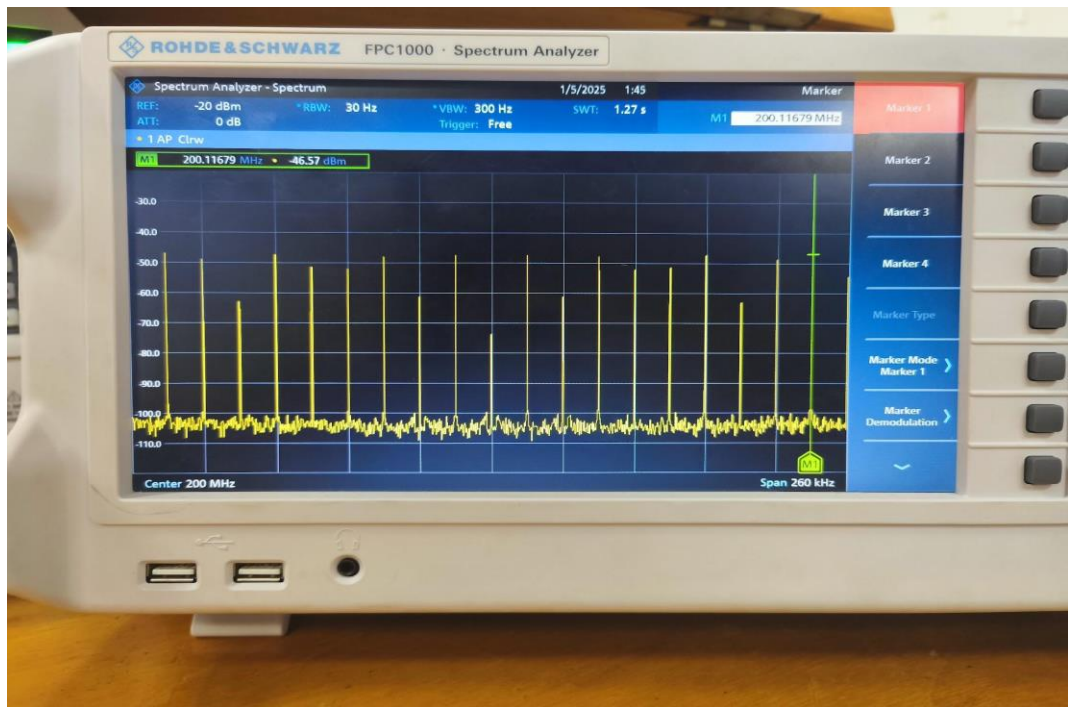 ROHDE&SCHWARZ FPC1000 · Spectrum Analyzer
Spectrum Analyzer - Spectrum 1/5/2025 1:45 Marker
REF: -20 dBm *RBW: 30 Hz *VBW: 300 Hz SWT: 1.27 s
ATT: 0 dB Trigger: Free M1 200.11679 MHz
1 AP Clrw
M1 200.11679 MHz -46.57 dBm
-30.0
-40.0
-50.0
-60.0
-70.0
-80.0
-90.0
-100.0
-110.0
M1
Center 200 MHz Span 260 kHz
Marker 1
Marker 2
Marker 3
Marker 4
Marker Type
Marker Mode
Marker 1
Marker
Demodulation